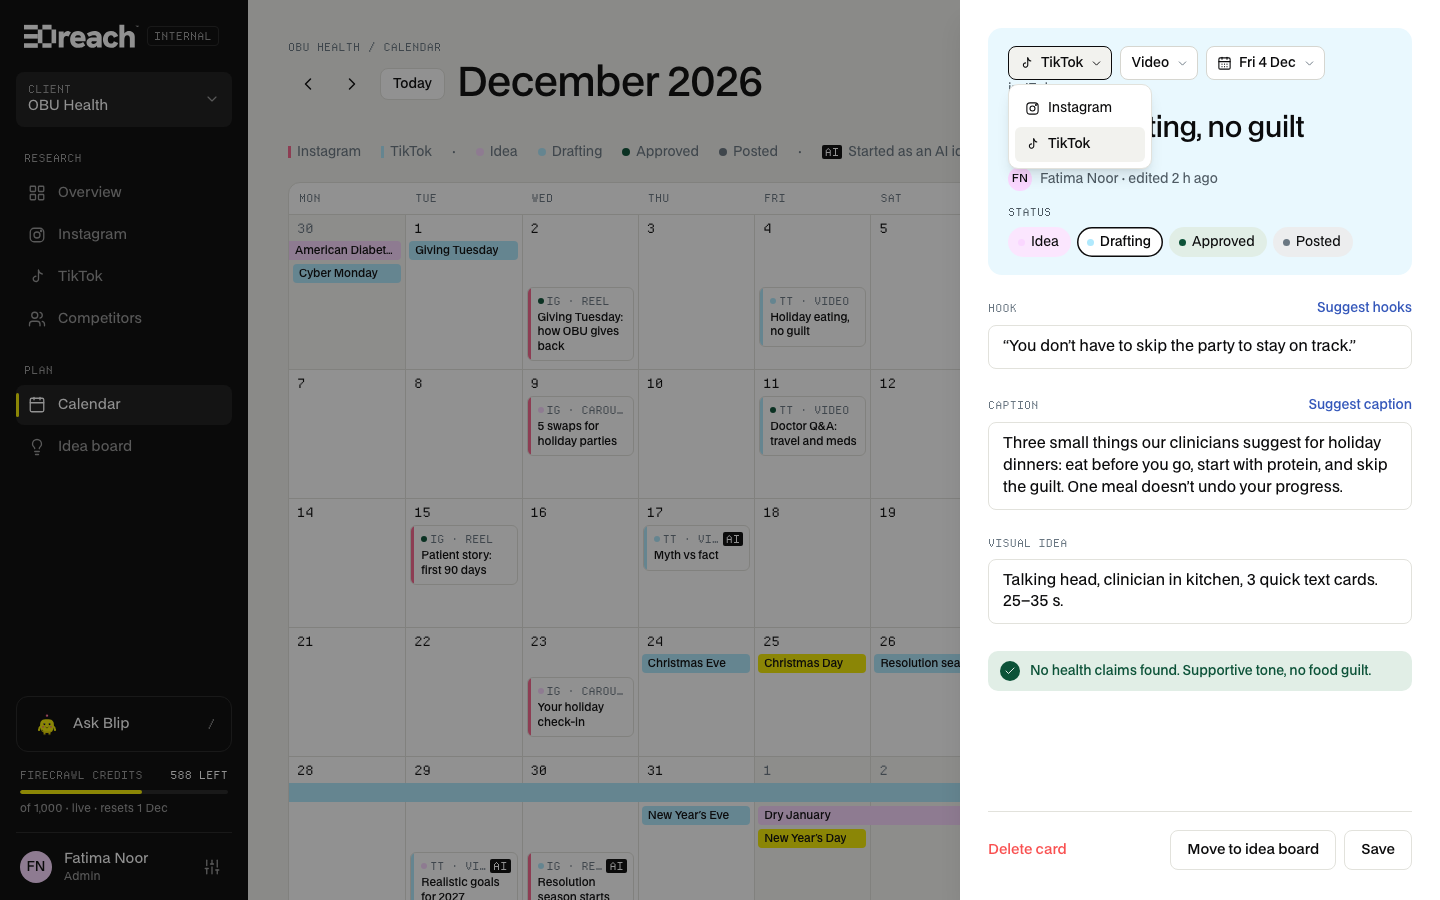 reach
INTERNAL
CLIENT
OBU Health
RESEARCH
Overview
Instagram
TikTok
Competitors
PLAN
Calendar
Idea board
Ask Blip
/
FIRECRAWL CREDITS 588 LEFT
of 1,000 · live · resets 1 Dec
FN
Fatima Noor
Admin
OBU HEALTH / CALENDAR
Today
December 2026
Instagram TikTok · Idea Drafting Approved Posted · AI Started as an AI
MON TUE WED THU FRI SAT
30 1 2 3 4 5
American Diabet…
Giving Tuesday
Cyber Monday
IG · REEL
Giving Tuesday:
how OBU gives
back
TT · VIDEO
Holiday eating,
no guilt
7 8 9 10 11 12
IG · CAROU…
5 swaps for
holiday parties
TT · VIDEO
Doctor Q&A:
travel and meds
14 15 16 17 18 19
IG · REEL
Patient story:
first 90 days
TT · VI… AI
Myth vs fact
21 22 23 24 25 26
Christmas Eve
Christmas Day
Resolution sea
IG · CAROU…
Your holiday
check-in
28 29 30 31 1 2
New Year's Eve
Dry January
New Year's Day
TT · VI… AI
Realistic goals
for 2027
IG · RE… AI
Resolution
season starts
TikTok
Video
Fri 4 Dec
Instagram
TikTok
ting, no guilt
FN
Fatima Noor · edited 2 h ago
STATUS
Idea
Drafting
Approved
Posted
HOOK
Suggest hooks
“You don’t have to skip the party to stay on track.”
CAPTION
Suggest caption
Three small things our clinicians suggest for holiday
dinners: eat before you go, start with protein, and skip
the guilt. One meal doesn’t undo your progress.
VISUAL IDEA
Talking head, clinician in kitchen, 3 quick text cards.
25–35 s.
No health claims found. Supportive tone, no food guilt.
Delete card
Move to idea board
Save